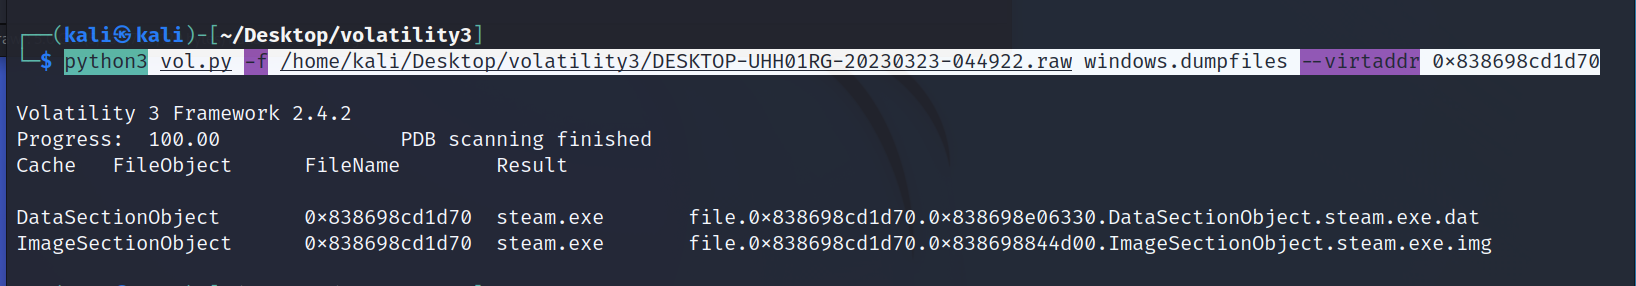 (kali㉿kali)-[~/Desktop/volatility3]
$ python3 vol.py -f /home/kali/Desktop/volatility3/DESKTOP-UHH01RG-20230323-044922.raw windows.dumpfiles --virtaddr 0×838698cd1d70
Volatility 3 Framework 2.4.2
Progress:  100.00               PDB scanning finished
Cache   FileObject      FileName        Result
DataSectionObject       0×838698cd1d70  steam.exe       file.0×838698cd1d70.0×838698e06330.DataSectionObject.steam.exe.dat
ImageSectionObject      0×838698cd1d70  steam.exe       file.0×838698cd1d70.0×838698844d00.ImageSectionObject.steam.exe.img